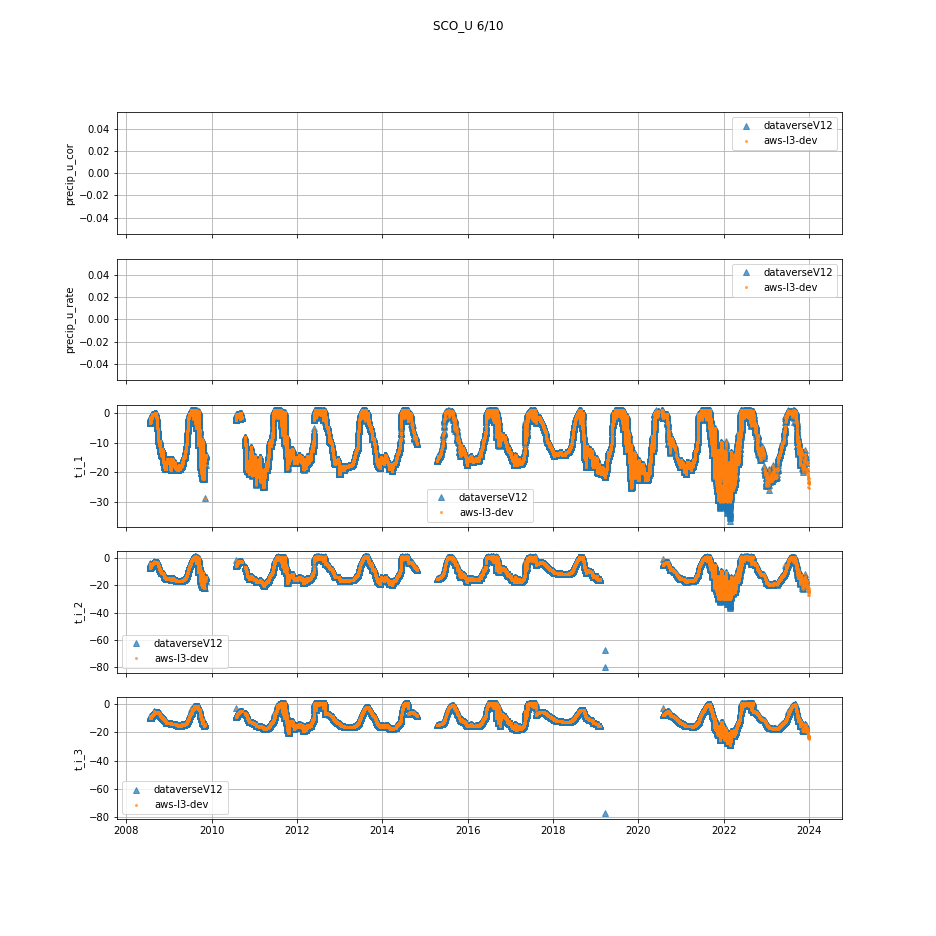 SCO_U 6/10
precip_u_cor
0.04
0.02
0.00
−0.02
−0.04
dataverseV12
aws-l3-dev
precip_u_rate
0.04
0.02
0.00
−0.02
−0.04
dataverseV12
aws-l3-dev
t_i_1
0
−10
−20
−30
dataverseV12
aws-l3-dev
t_i_2
0
−20
−40
−60
−80
dataverseV12
aws-l3-dev
t_i_3
0
−20
−40
−60
−80
dataverseV12
aws-l3-dev
2008 2010 2012 2014 2016 2018 2020 2022 2024